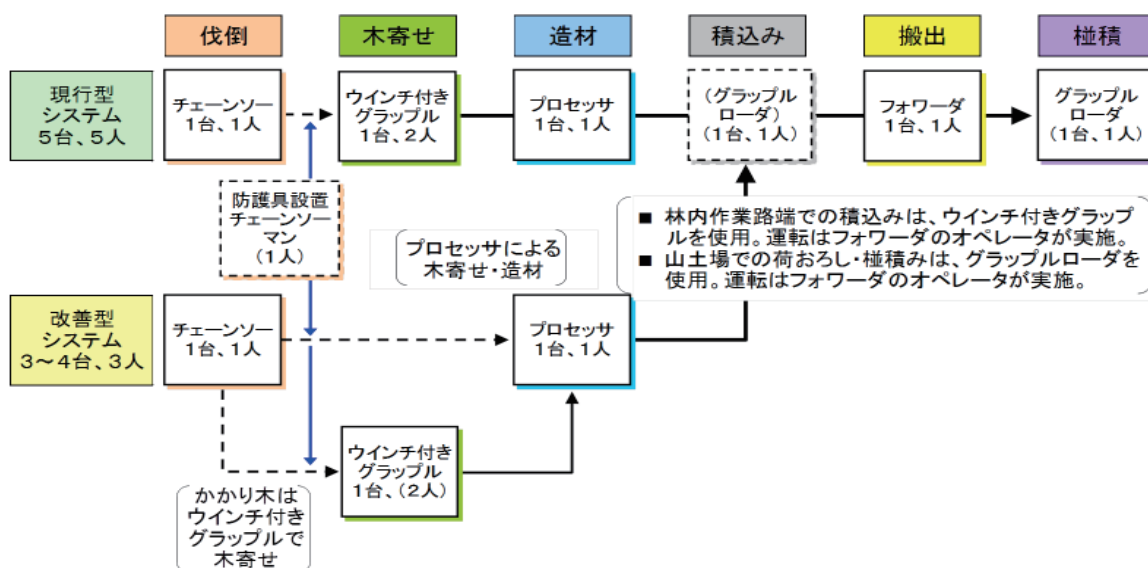 伐倒
木寄せ
造材
積込み
搬出
椪積
現行型
システム
5台、5人
チェーンソー
1台、1人
ウインチ付き
グラップル
1台、2人
プロセッサ
1台、1人
(グラップル
ローダ)
(1台、1人)
フォワーダ
1台、1人
グラップル
ローダ
(1台、1人)
防護具設置
チェーンソー
マン
(1人)
プロセッサによる
木寄せ・造材
■ 林内作業路端での積込みは、ウインチ付きグラップ
ルを使用。運転はフォワーダのオペレータが実施。
■ 山土場での荷おろし・椪積みは、グラップルローダを
使用。運転はフォワーダのオペレータが実施。
改善型
システム
3～4台、3人
チェーンソー
1台、1人
プロセッサ
1台、1人
ウインチ付き
グラップル
1台、(2人)
かかり木は
ウインチ付き
グラップルで
木寄せ